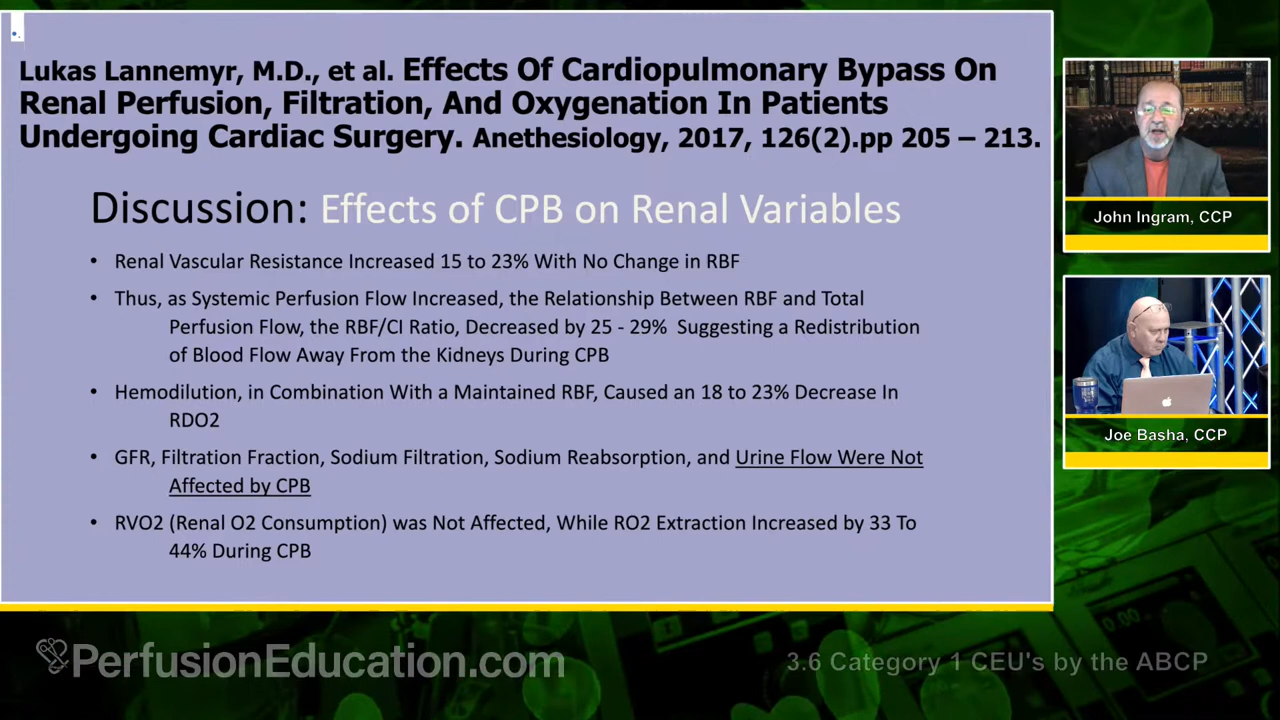 Lukas Lannemyr, M.D., et al. Effects Of Cardiopulmonary Bypass On
Renal Perfusion, Filtration, And Oxygenation In Patients
Undergoing Cardiac Surgery. Anethesiology, 2017, 126(2).pp 205 – 213.
Discussion: Effects of CPB on Renal Variables
• Renal Vascular Resistance Increased 15 to 23% With No Change in RBF
• Thus, as Systemic Perfusion Flow Increased, the Relationship Between RBF and Total
Perfusion Flow, the RBF/CI Ratio, Decreased by 25 - 29% Suggesting a Redistribution
of Blood Flow Away From the Kidneys During CPB
• Hemodilution, in Combination With a Maintained RBF, Caused an 18 to 23% Decrease In
RDO2
• GFR, Filtration Fraction, Sodium Filtration, Sodium Reabsorption, and Urine Flow Were Not
Affected by CPB
• RVO2 (Renal O2 Consumption) was Not Affected, While RO2 Extraction Increased by 33 To
44% During CPB
John Ingram, CCP
Joe Basha, CCP
PerfusionEducation.com
3.6 Category 1 CEU's by the ABCP